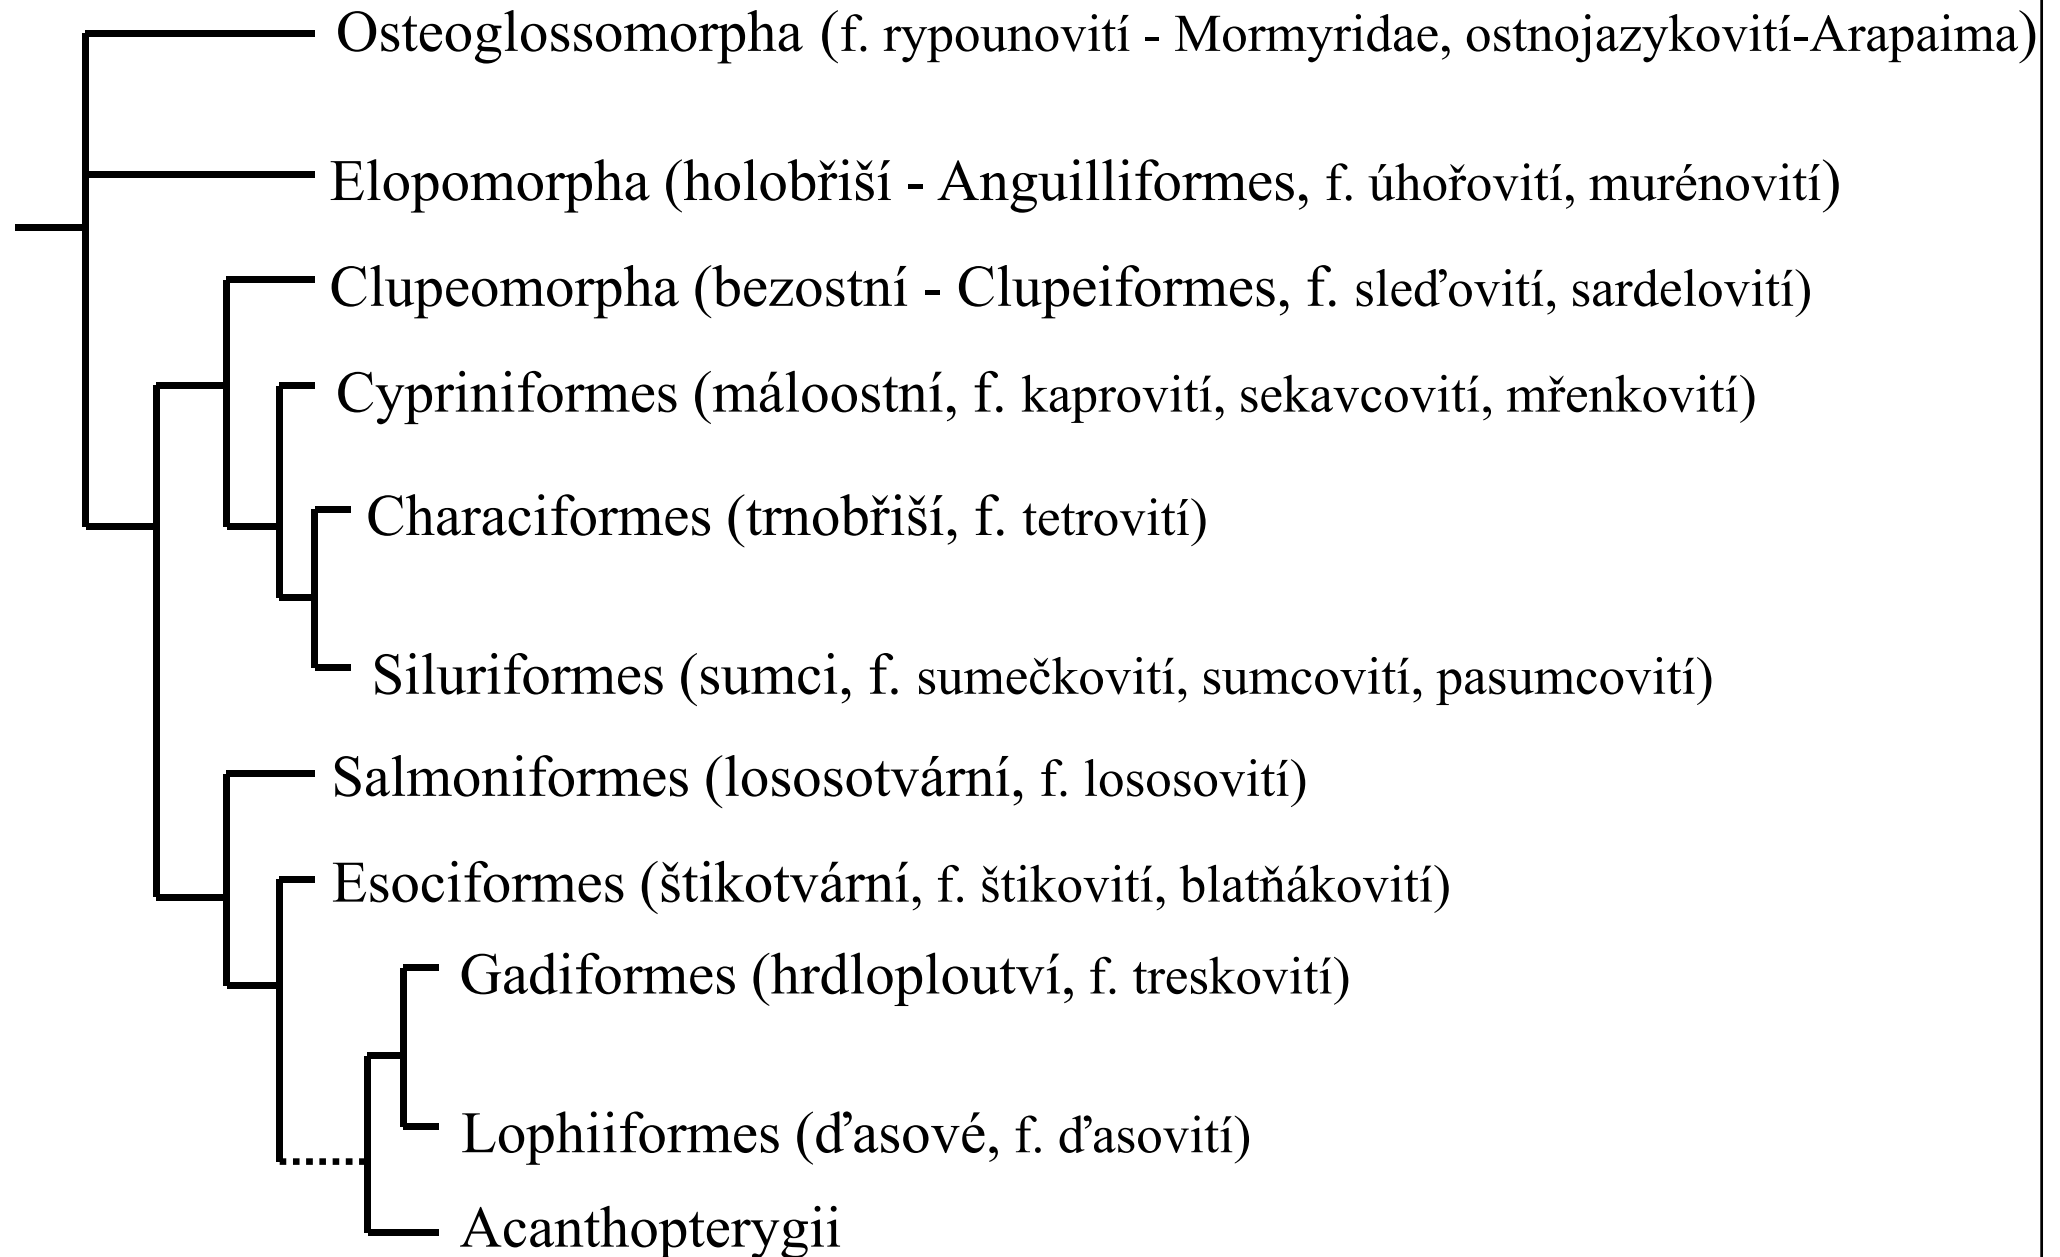 Osteoglossomorpha (f. rypounovití - Mormyridae, ostnojazykovití-Arapaima)
Elopomorpha (holobřiší - Anguilliformes, f. úhořovití, murénovití)
Clupeomorpha (bezostní - Clupeiformes, f. sleďovití, sardelovití)
Cypriniformes (máloostní, f. kaprovití, sekavcovití, mřenkovití)
Characiformes (trnobřiší, f. tetrovití)
Siluriformes (sumci, f. sumečkovití, sumcovití, pasumcovití)
Salmoniformes (lososotvární, f. lososovití)
Esociformes (štikotvární, f. štikovití, blatňákovití)
Gadiformes (hrdloploutví, f. treskovití)
Lophiiformes (ďasové, f. ďasovití)
Acanthopterygii